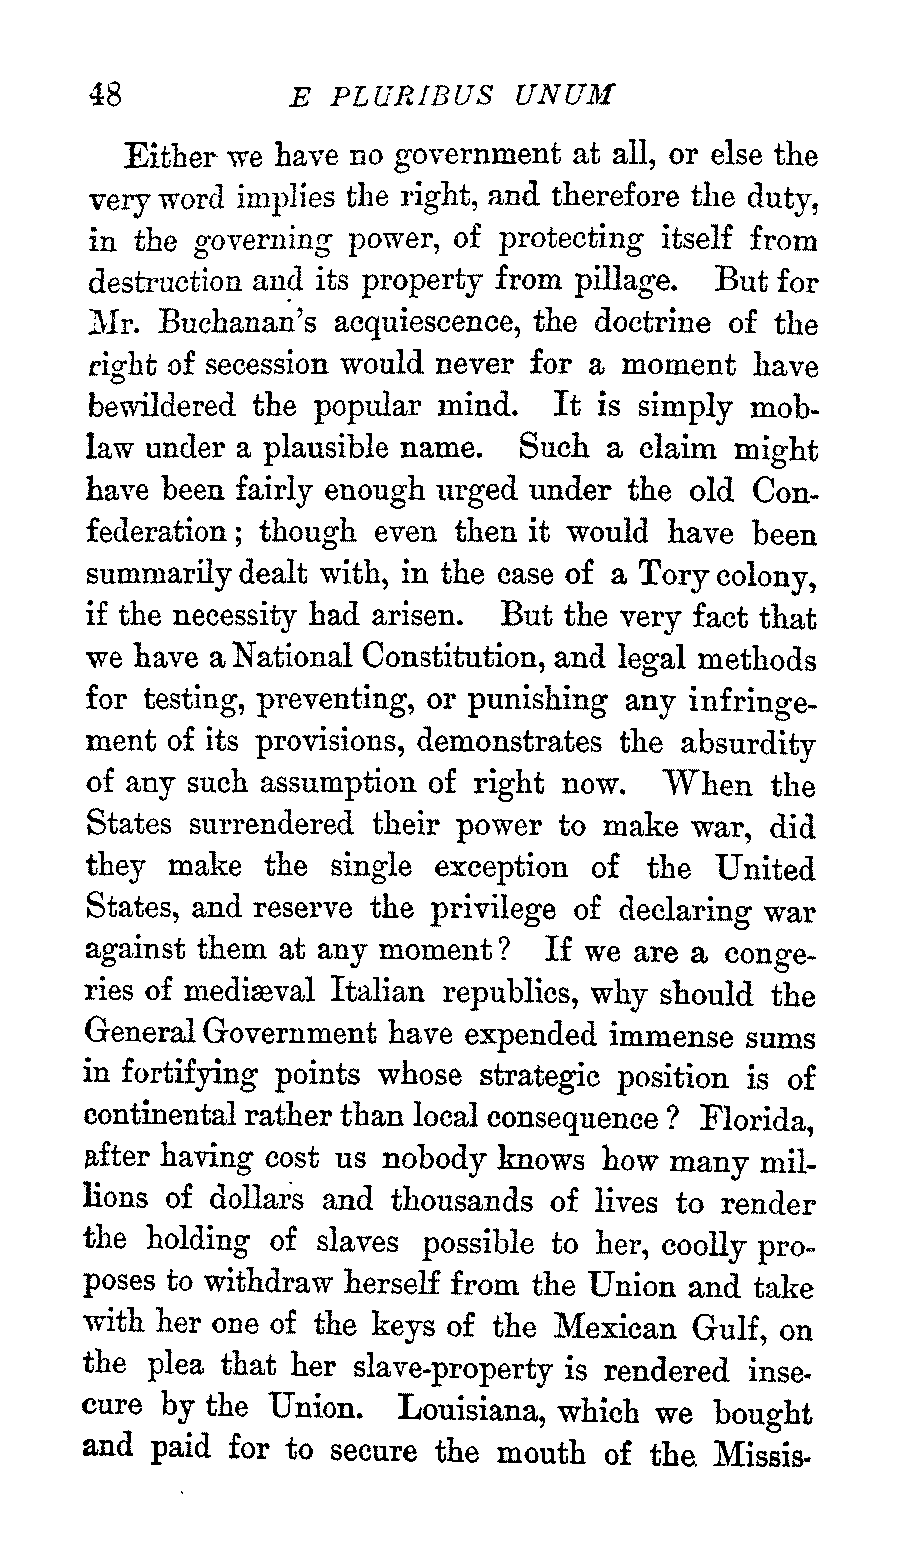 48 E PLURIBUS UNUM
Either we have no government at all, or else the
very word implies the right, and therefore the duty,
in the governing power, of protecting itself from
destruction and its property from pillage. But for
Mr. Buchanan's acquiescence, the doctrine of the
right of secession would never for a moment have
bewildered the popular mind. It is simply mob-
law under a plausible name. Such a claim might
have been fairly enough urged under the old Con-
federation; though even then it would have been
summarily dealt with, in the case of a Tory colony,
if the necessity had arisen. But the very fact that
we have a National Constitution, and legal methods
for testing, preventing, or punishing any infringe-
ment of its provisions, demonstrates the absurdity
of any such assumption of right now. When the
States surrendered their power to make war, did
they make the single exception of the United
States, and reserve the privilege of declaring war
against them at any moment? If we are a conge-
ries of mediæval Italian republics, why should the
General Government have expended immense sums
in fortifying points whose strategic position is of
continental rather than local consequence? Florida,
after having cost us nobody knows how many mil-
lions of dollars and thousands of lives to render
the holding of slaves possible to her, coolly pro-
poses to withdraw herself from the Union and take
with her one of the keys of the Mexican Gulf, on
the plea that her slave-property is rendered inse-
cure by the Union. Louisiana, which we bought
and paid for to secure the mouth of the Missis-